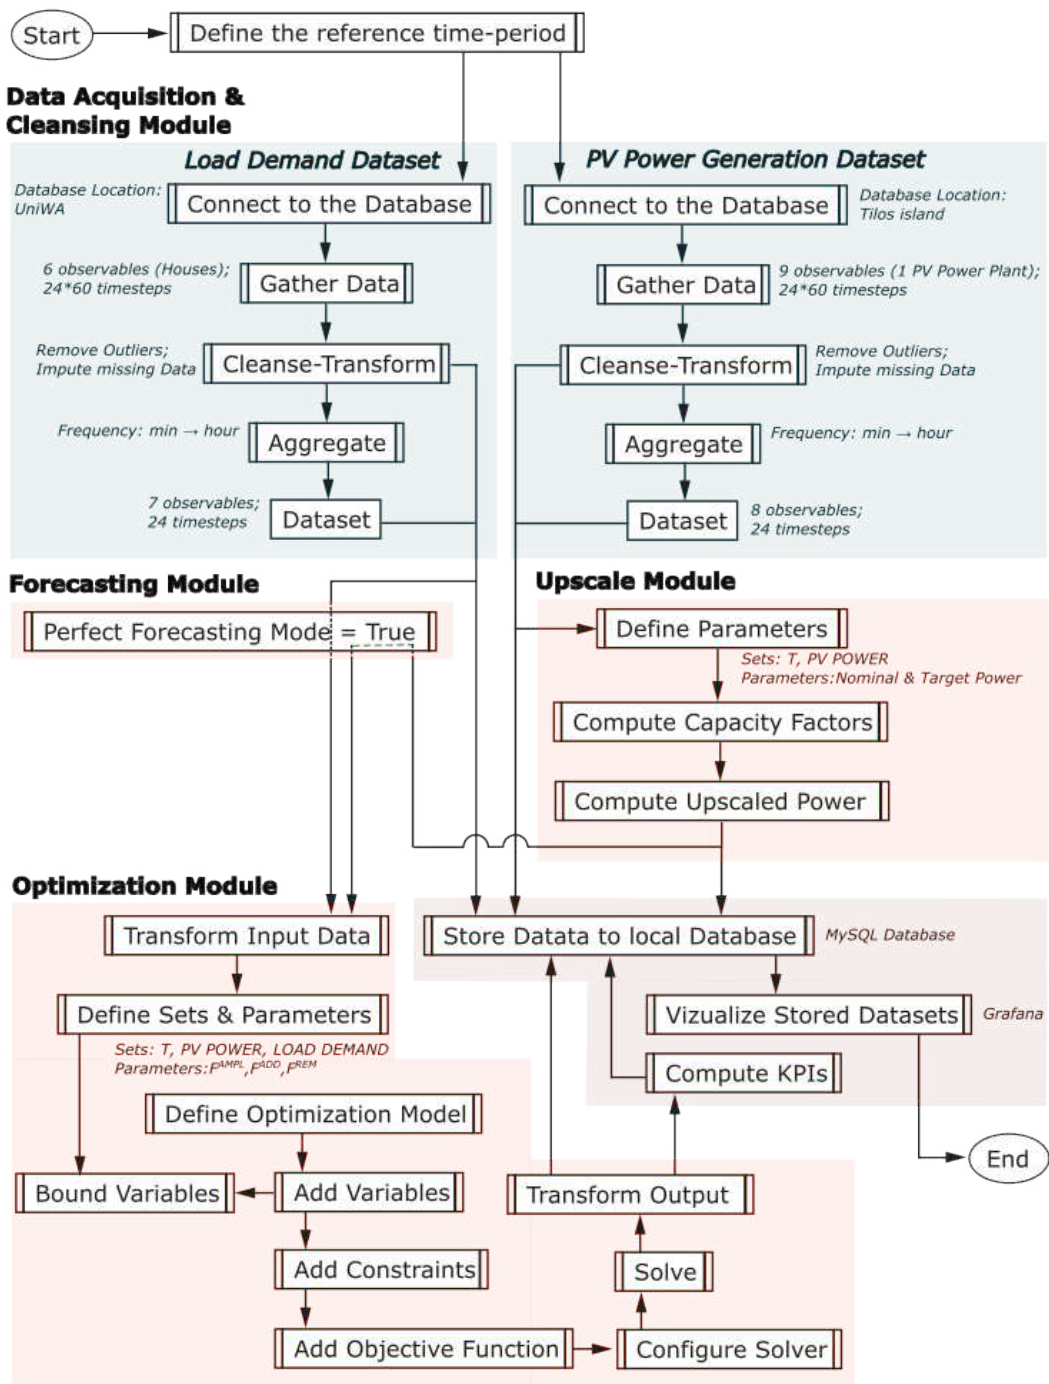 Start
Define the reference time-period
Data Acquisition &
Cleansing Module
Load Demand Dataset
Database Location:
UniWA
Connect to the Database
6 observables (Houses);
24*60 timesteps
Gather Data
Remove Outliers;
Impute missing Data
Cleanse-Transform
Frequency: min → hour
Aggregate
7 observables;
24 timesteps
Dataset
PV Power Generation Dataset
Connect to the Database
Database Location:
Tilos island
Gather Data
9 observables (1 PV Power Plant);
24*60 timesteps
Cleanse-Transform
Remove Outliers;
Impute missing Data
Aggregate
Frequency: min → hour
Dataset
8 observables;
24 timesteps
Forecasting Module
Perfect Forecasting Mode = True
Upscale Module
Define Parameters
Sets: T, PV POWER
Parameters:Nominal & Target Power
Compute Capacity Factors
Compute Upscaled Power
Optimization Module
Transform Input Data
Define Sets & Parameters
Sets: T, PV POWER, LOAD DEMAND
Parameters:F^AMPL,F^ADD,F^REM
Define Optimization Model
Bound Variables
Add Variables
Add Constraints
Add Objective Function
Configure Solver
Solve
Transform Output
Store Datata to local Database
MySQL Database
Vizualize Stored Datasets
Grafana
Compute KPIs
End